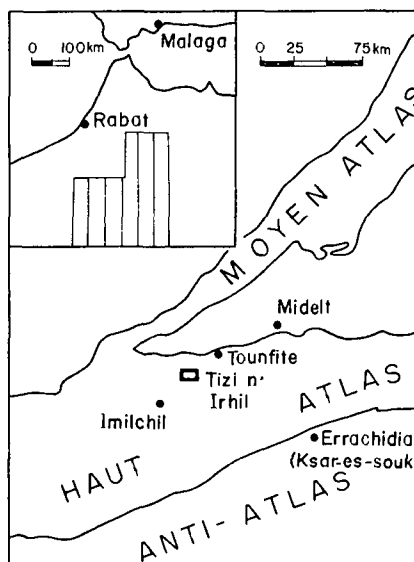 0 100km
Malaga
Rabat
0 25 75km
MOYEN ATLAS
Midelt
Tounfite
Tizi n'
Irhil
Imilchil
HAUT ATLAS
Errachidia
(Ksar-es-souk
ANTI-ATLAS